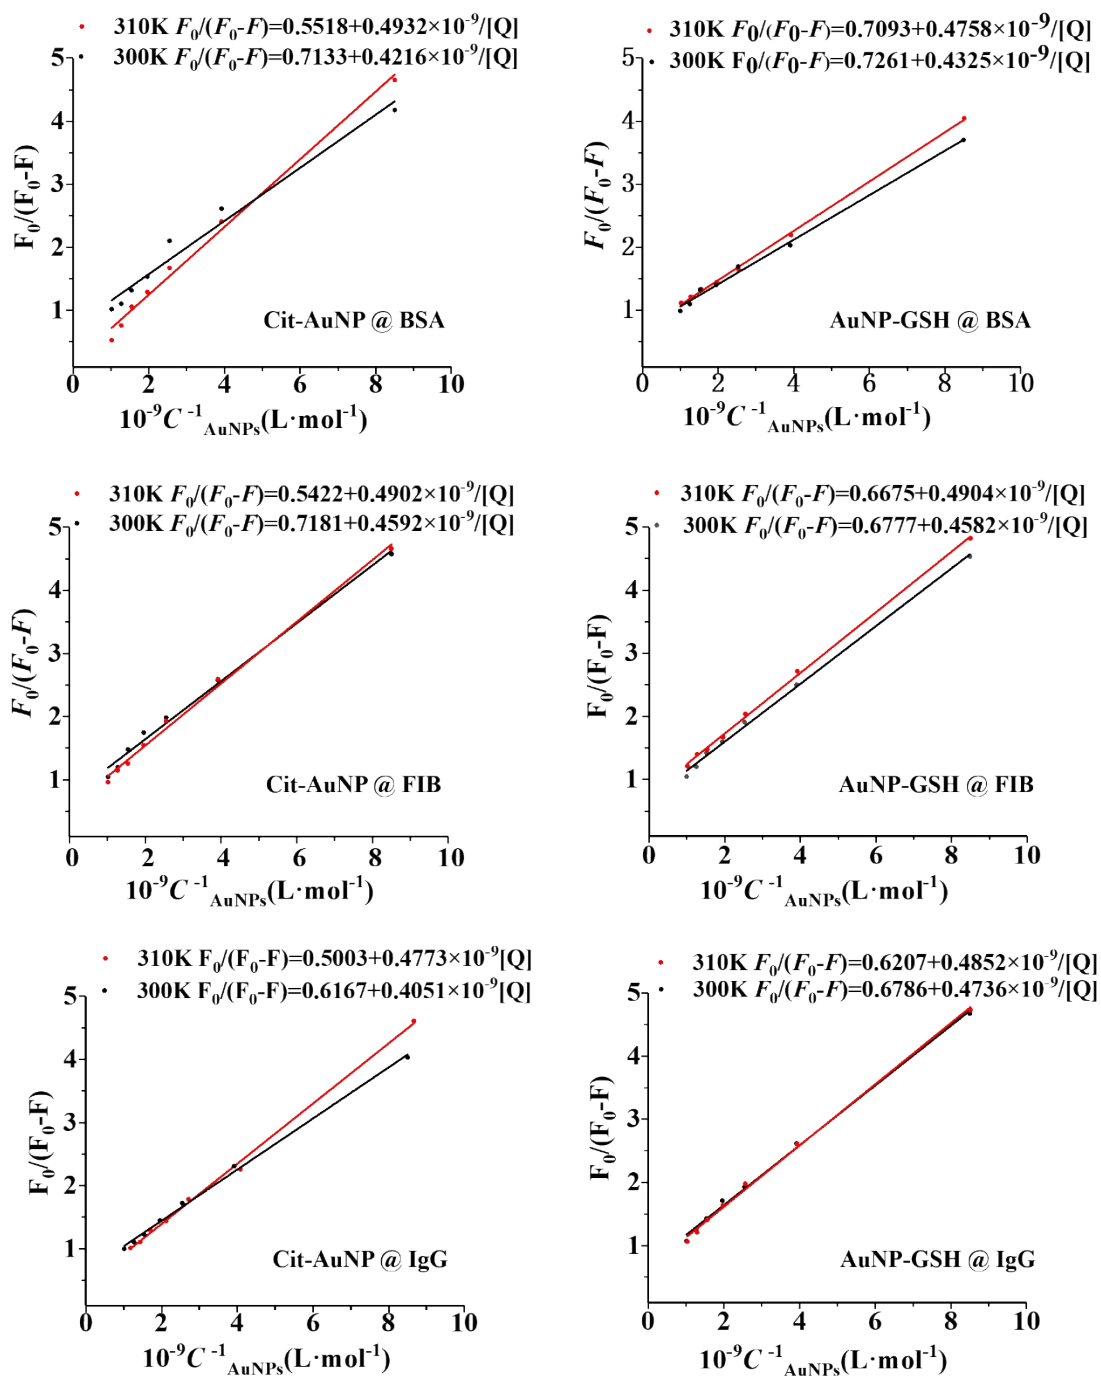 310K F₀/(F₀-F)=0.5518+0.4932×10⁻⁹/[Q]
300K F₀/(F₀-F)=0.7133+0.4216×10⁻⁹/[Q]
5
4
3
2
1
F₀/(F₀-F)
Cit-AuNP @ BSA
0 2 4 6 8 10
10⁻⁹C ⁻¹ AuNPs(L·mol⁻¹)
310K F0/(F0-F)=0.7093+0.4758×10⁻⁹/[Q]
300K F0/(F0-F)=0.7261+0.4325×10⁻⁹/[Q]
5
4
3
2
1
F₀/(F₀-F)
AuNP-GSH @ BSA
0 2 4 6 8 10
10⁻⁹C ⁻¹ AuNPs(L·mol⁻¹)
310K F₀/(F₀-F)=0.5422+0.4902×10⁻⁹/[Q]
300K F₀/(F₀-F)=0.7181+0.4592×10⁻⁹/[Q]
5
4
3
2
1
F₀/(F₀-F)
Cit-AuNP @ FIB
0 2 4 6 8 10
10⁻⁹C ⁻¹ AuNPs(L·mol⁻¹)
310K F₀/(F₀-F)=0.6675+0.4904×10⁻⁹/[Q]
300K F₀/(F₀-F)=0.6777+0.4582×10⁻⁹/[Q]
5
4
3
2
1
F₀/(F₀-F)
AuNP-GSH @ FIB
0 2 4 6 8 10
10⁻⁹C ⁻¹ AuNPs(L·mol⁻¹)
310K F₀/(F₀-F)=0.5003+0.4773×10⁻⁹[Q]
300K F₀/(F₀-F)=0.6167+0.4051×10⁻⁹[Q]
5
4
3
2
1
F₀/(F₀-F)
Cit-AuNP @ IgG
0 2 4 6 8 10
10⁻⁹C ⁻¹ AuNPs(L·mol⁻¹)
310K F₀/(F₀-F)=0.6207+0.4852×10⁻⁹/[Q]
300K F₀/(F₀-F)=0.6786+0.4736×10⁻⁹/[Q]
5
4
3
2
1
F₀/(F₀-F)
AuNP-GSH @ IgG
0 2 4 6 8 10
10⁻⁹C ⁻¹ AuNPs(L·mol⁻¹)